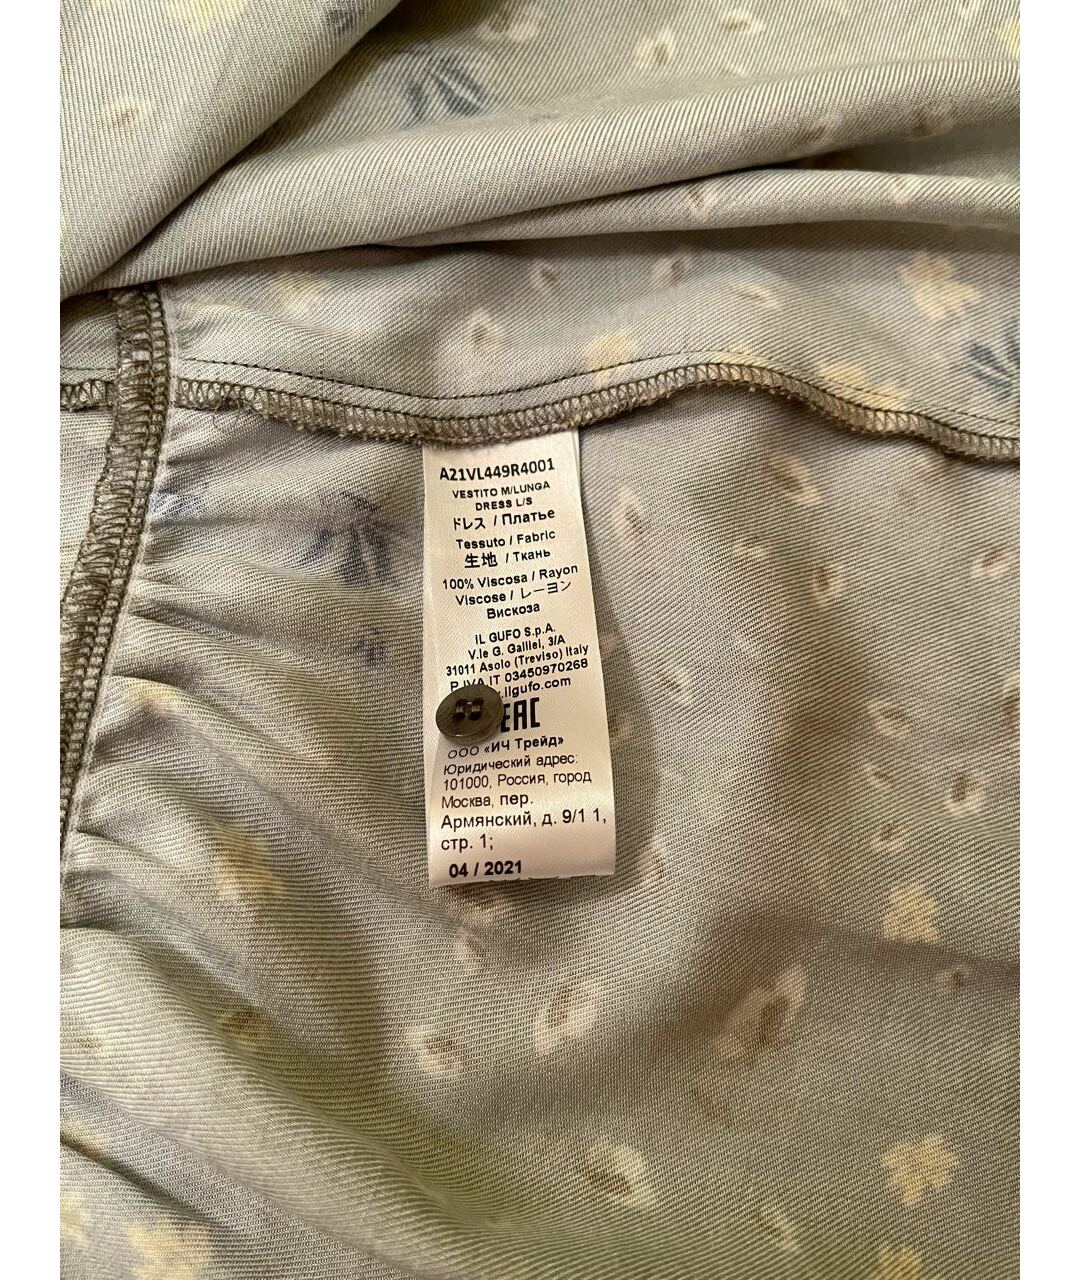 A21VL449R4001
VESTITO M/LUNGA
DRESS L/S
ドレス / Платье
Tessuto / Fabric
生地 / Ткань
100% Viscosa / Rayon
Viscose / レーヨン
Вискоза
IL GUFO S.p.A.
V.le G. Galilei, 3/A
31011 Asolo (Treviso) Italy
P.IVA IT 03450970268
.ilgufo.com
EAC
ООО «ИЧ Трейд»
Юридический адрес:
101000, Россия, город
Москва, пер.
Армянский, д. 9/1 1,
стр. 1;
04 / 2021